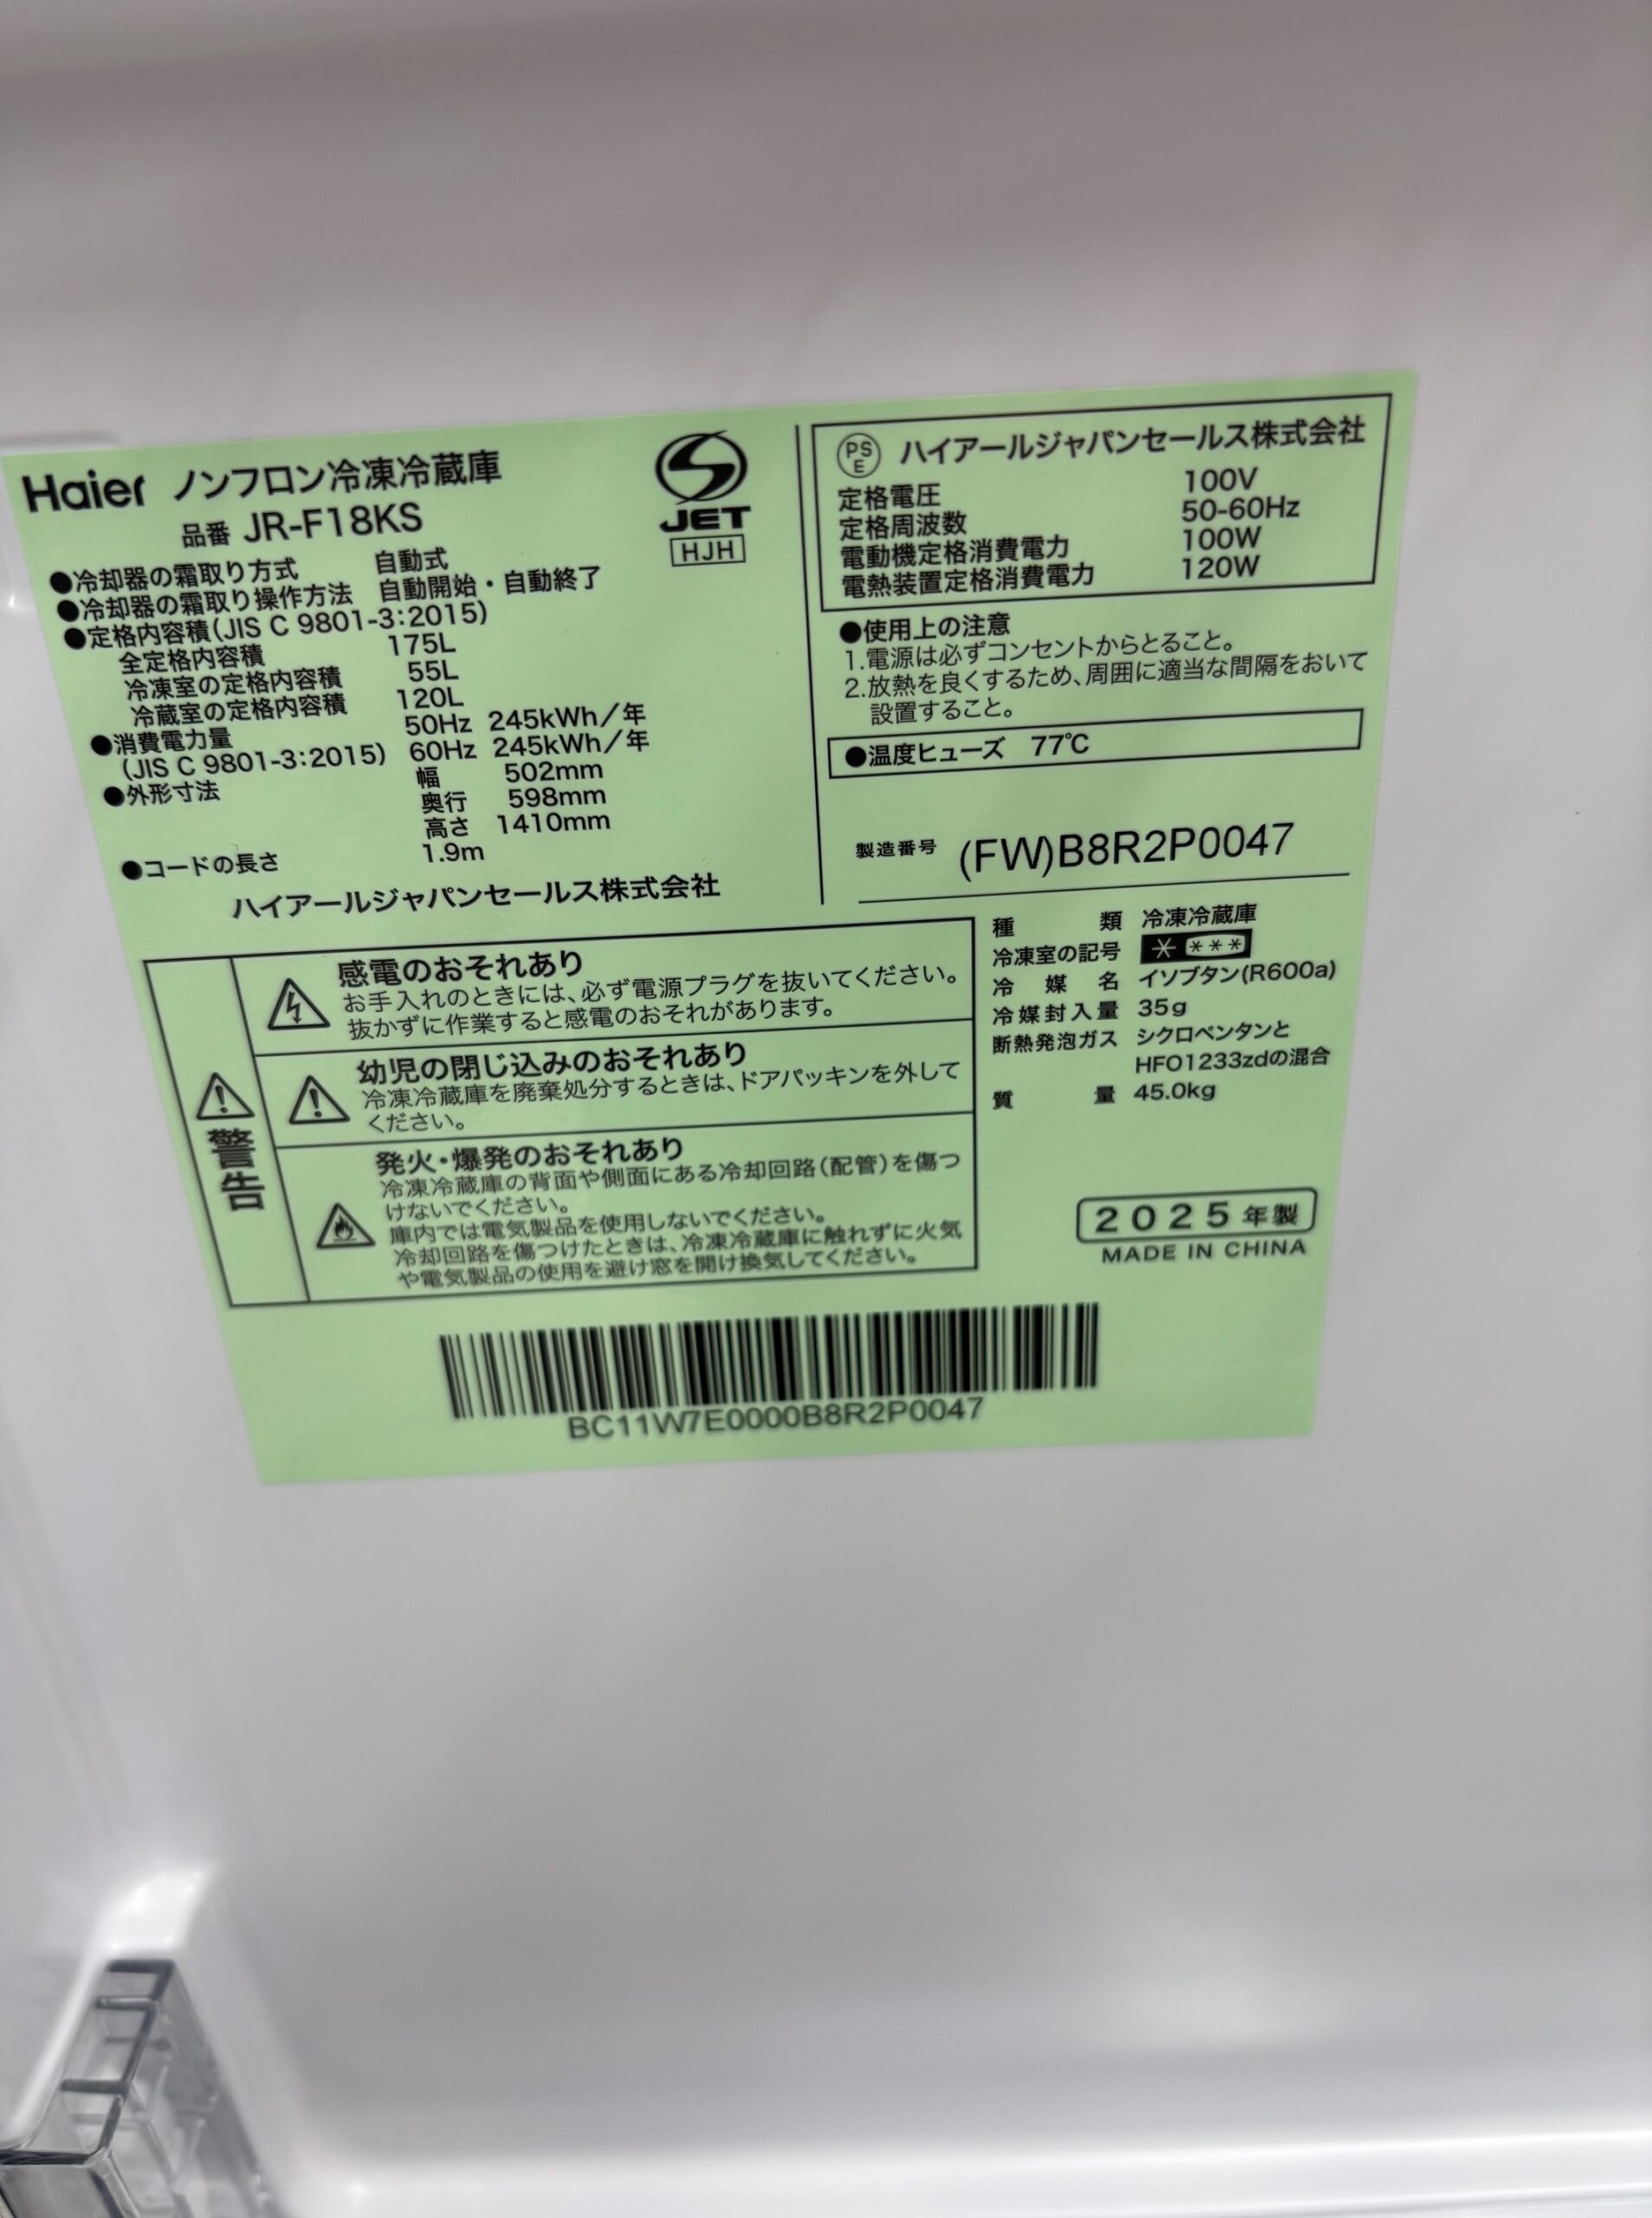 Haier ノンフロン冷凍冷蔵庫
品番 JR-F18KS
●冷却器の霜取り方式 自動式
●冷却器の霜取り操作方法 自動開始・自動終了
●定格内容積(JIS C 9801-3:2015)
全定格内容積 175L
冷凍室の定格内容積 55L
冷蔵室の定格内容積 120L
●消費電力量 50Hz 245kWh/年
(JIS C 9801-3:2015) 60Hz 245kWh/年
●外形寸法 幅 502mm
奥行 598mm
高さ 1410mm
●コードの長さ 1.9m
ハイアールジャパンセールス株式会社
JET
HJH
PS
E
ハイアールジャパンセールス株式会社
定格電圧 100V
定格周波数 50-60Hz
電動機定格消費電力 100W
電熱装置定格消費電力 120W
●使用上の注意
1.電源は必ずコンセントからとること。
2.放熱を良くするため、周囲に適当な間隔をおいて
設置すること。
●温度ヒューズ 77℃
製造番号 (FW)B8R2P0047
警告
感電のおそれあり
お手入れのときには、必ず電源プラグを抜いてください。
抜かずに作業すると感電のおそれがあります。
幼児の閉じ込みのおそれあり
冷凍冷蔵庫を廃棄処分するときは、ドアパッキンを外して
ください。
発火・爆発のおそれあり
冷凍冷蔵庫の背面や側面にある冷却回路(配管)を傷つ
けないでください。
庫内では電気製品を使用しないでください。
冷却回路を傷つけたときは、冷凍冷蔵庫に触れずに火気
や電気製品の使用を避け窓を開け換気してください。
種類 冷凍冷蔵庫
冷凍室の記号 * ***
冷媒名 イソブタン(R600a)
冷媒封入量 35g
断熱発泡ガス シクロペンタンと
HFO1233zdの混合
質量 45.0kg
2025年製
MADE IN CHINA
BC11W7E0000B8R2P0047